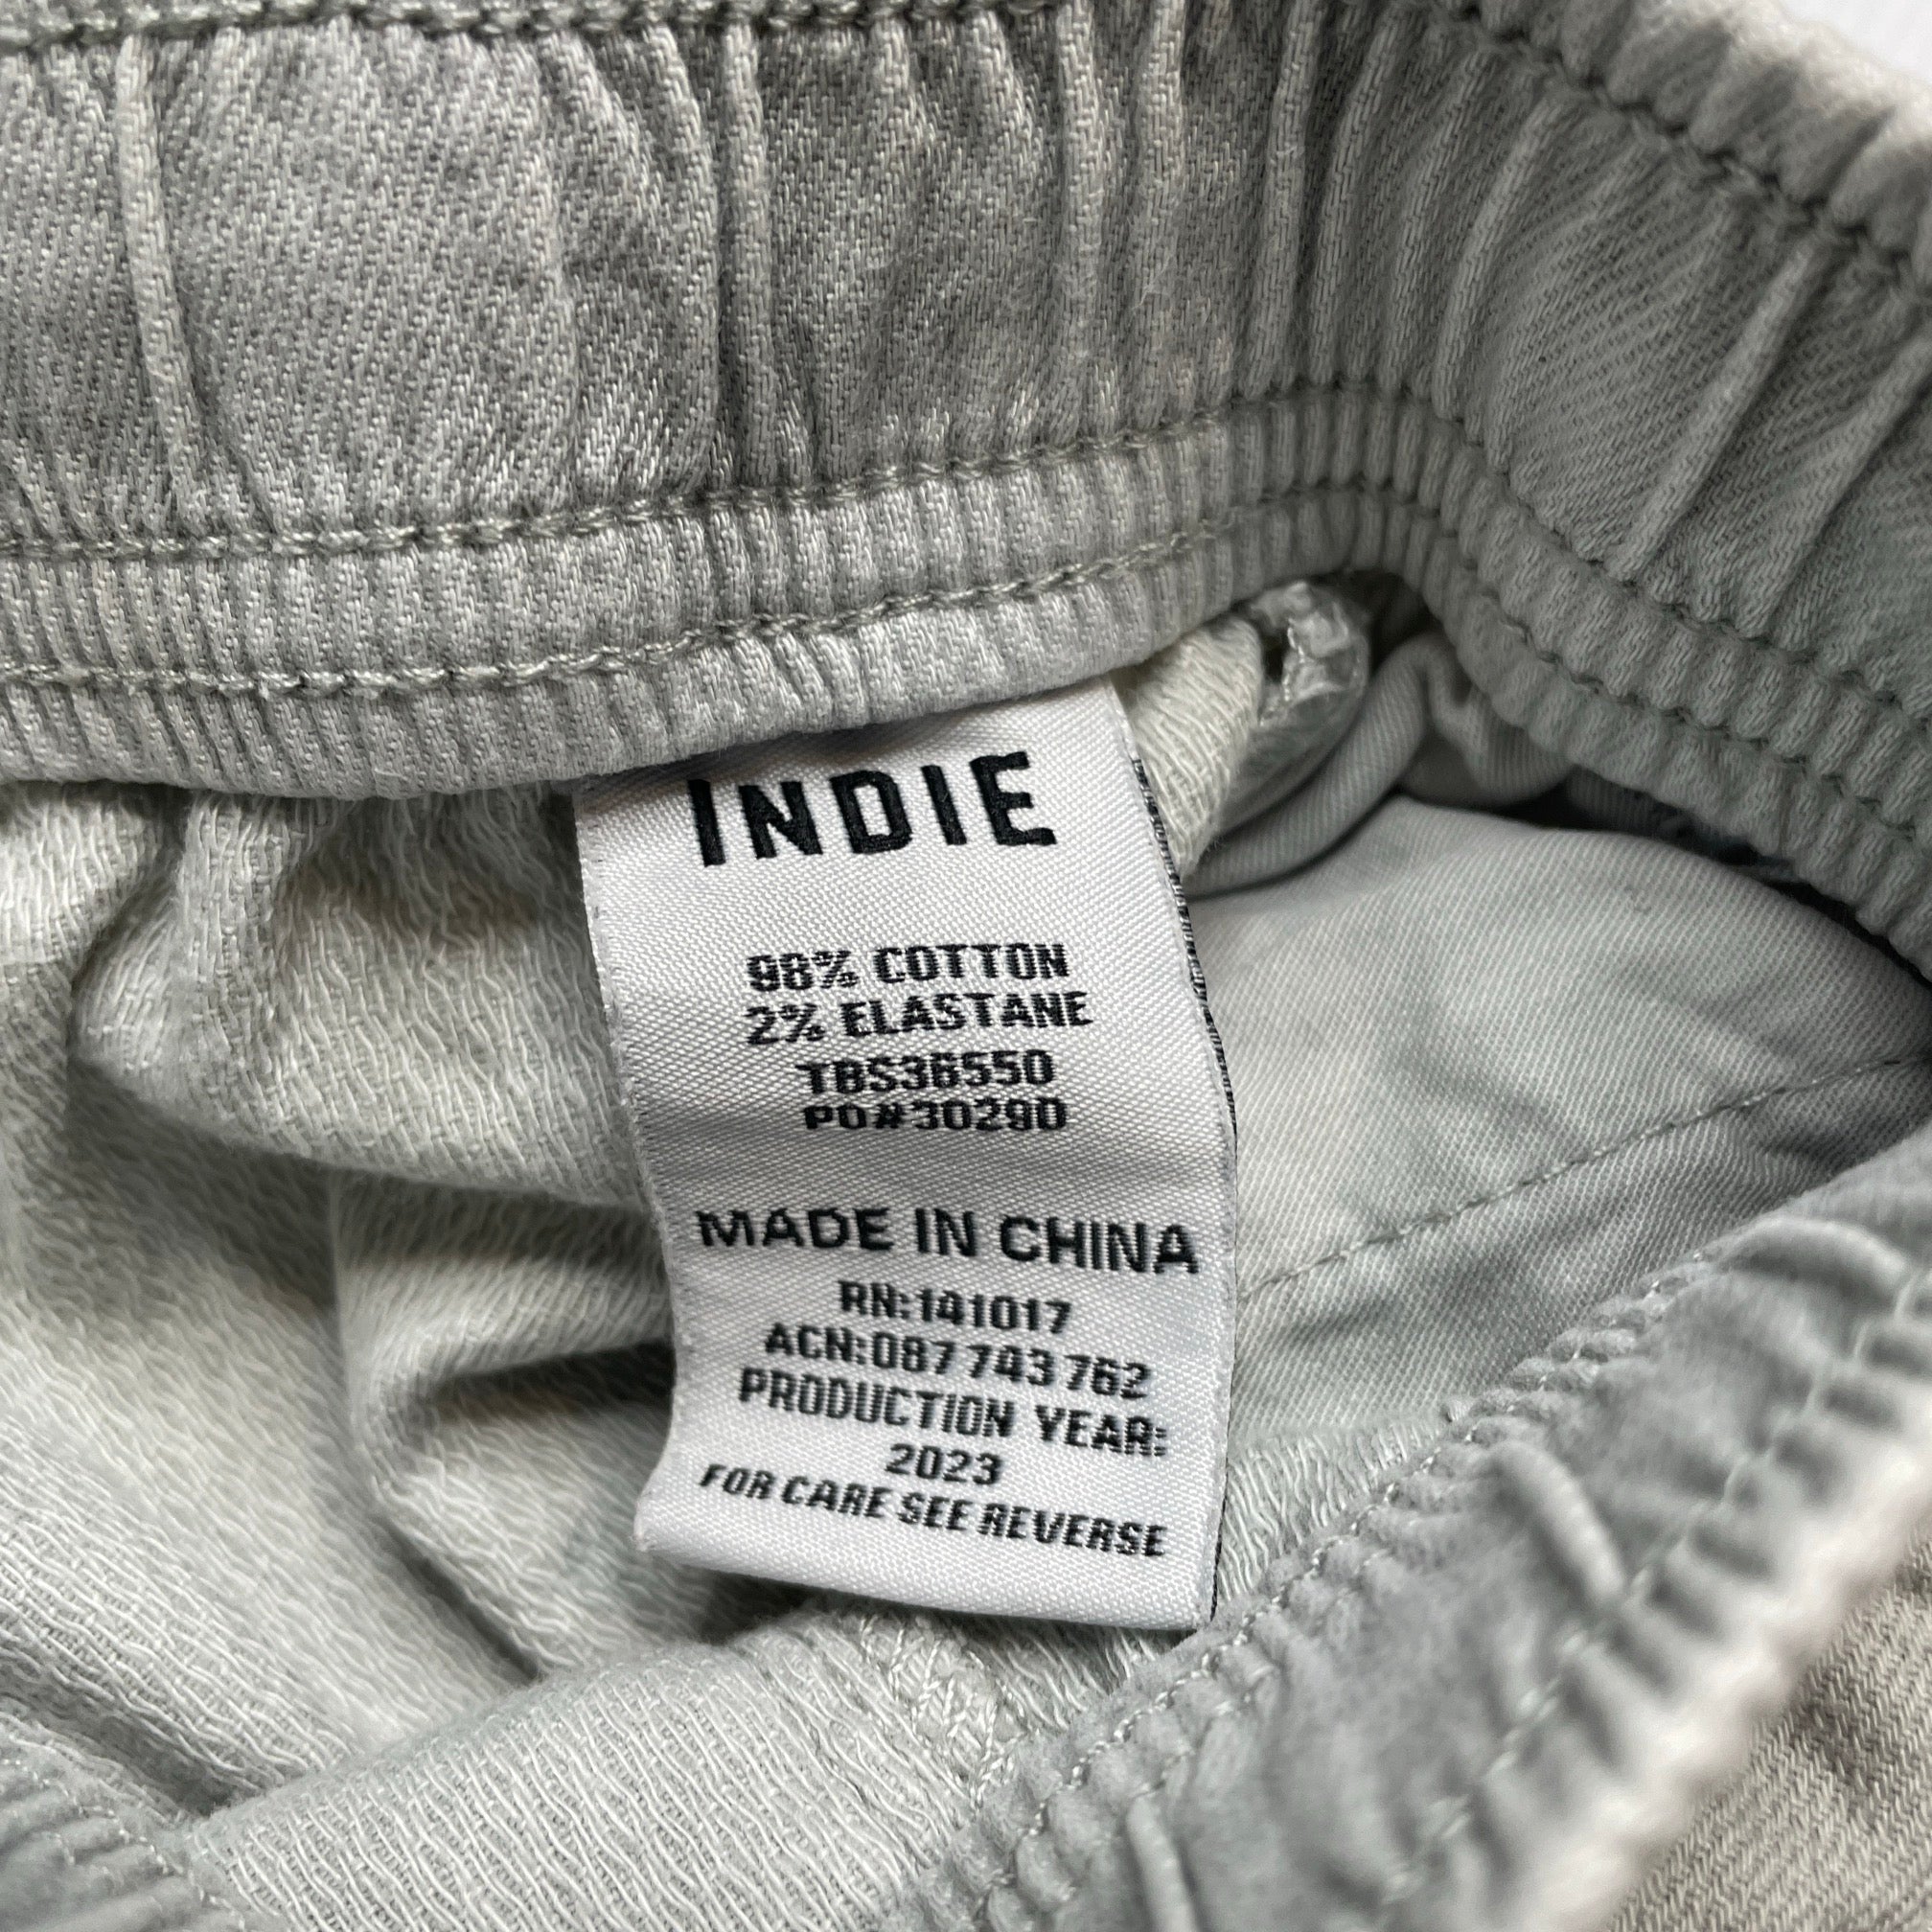 INDIE
98% COTTON
2% ELASTANE
TBS36550
PO#30290
MADE IN CHINA
RN:141017
ACN:087 743 762
PRODUCTION YEAR:
2023
FOR CARE SEE REVERSE